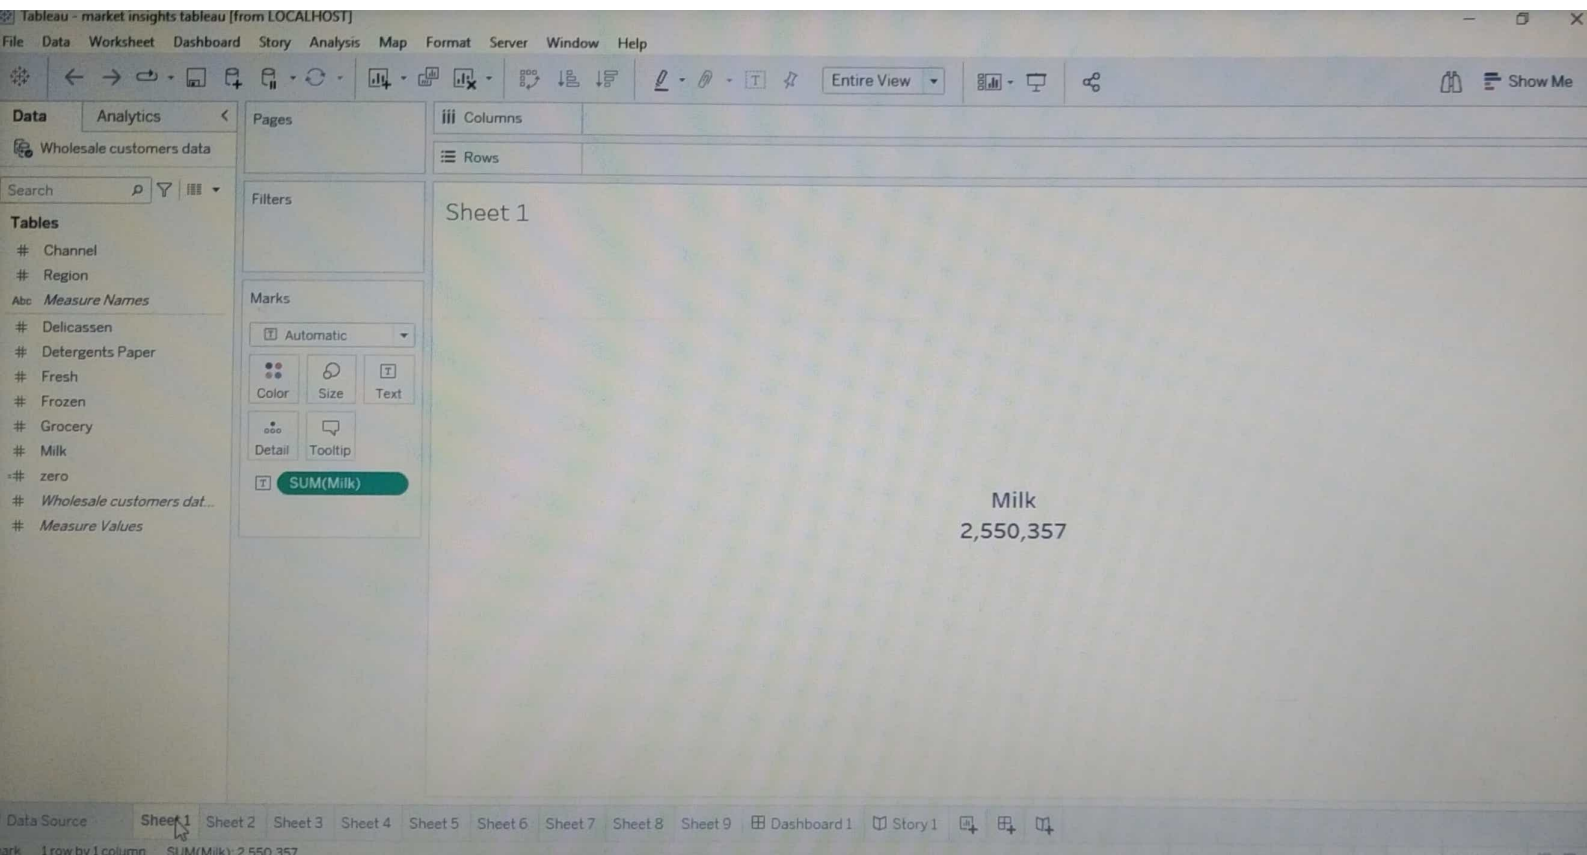 Tableau - market insights tableau [from LOCALHOST]
File Data Worksheet Dashboard Story Analysis Map Format Server Window Help
Entire View
Show Me
Data Analytics
Wholesale customers data
Search
Tables
# Channel
# Region
Abc Measure Names
# Delicassen
# Detergents Paper
# Fresh
# Frozen
# Grocery
# Milk
=# zero
# Wholesale customers dat...
# Measure Values
Pages
Filters
Marks
T Automatic
Color Size T Text
Detail Tooltip
T SUM(Milk)
iii Columns
Rows
Sheet 1
Milk
2,550,357
Data Source Sheet 1 Sheet 2 Sheet 3 Sheet 4 Sheet 5 Sheet 6 Sheet 7 Sheet 8 Sheet 9 Dashboard 1 Story 1
ark 1 row by 1 column SUM(Milk): 2,550,357